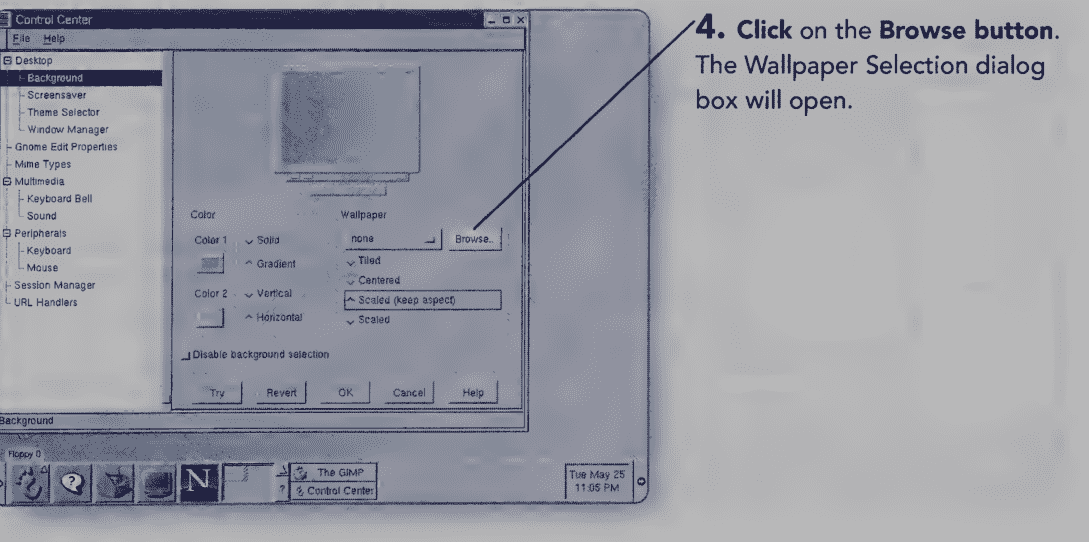 Control Center
File Help
Desktop
Background
Screensaver
Theme Selector
Window Manager
Gnome Edit Properties
Mime Types
Multimedia
Keyboard Bell
Sound
Peripherals
Keyboard
Mouse
Session Manager
URL Handlers
Color
Color 1
Solid
Gradient
Color 2
Vertical
Horizontal
Wallpaper
none
Browse..
Tiled
Centered
Scaled (keep aspect)
Scaled
Disable background selection
Try Revert OK Cancel Help
Background
Floppy 0
N
?
The GIMP
Control Center
Tue May 25
11:05 PM
4. Click on the Browse button.
The Wallpaper Selection dialog
box will open.